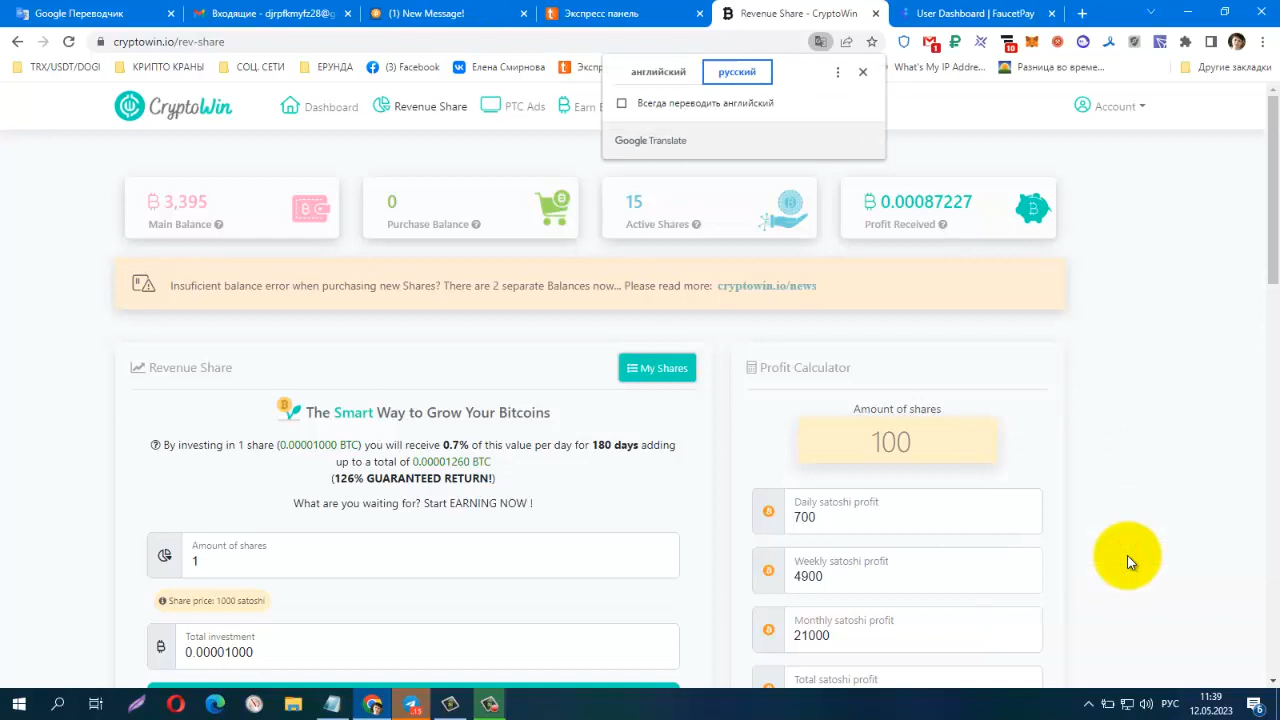 Google Переводчик
Входящие - djrpfkmyfz28@g
(1) New Message!
Экспресс панель
Revenue Share - CryptoWin
User Dashboard | FaucetPay
cryptowin.io/rev-share
1
10
TRX/USDT/DOGI
КРИПТО КРАНЫ
СОЦ. СЕТИ
ЕРУНДА
(3) Facebook
Елена Смирнова
Экспр
What's My IP Addre...
Разница во време...
Другие закладки
английский
русский
Всегда переводить английский
Google Translate
CryptoWin
Dashboard
Revenue Share
PTC Ads
Earn
Account
3,395
Main Balance
0
Purchase Balance
15
Active Shares
0.00087227
Profit Received
Insuficient balance error when purchasing new Shares? There are 2 separate Balances now... Please read more: cryptowin.io/news
Revenue Share
My Shares
The Smart Way to Grow Your Bitcoins
By investing in 1 share (0.00001000 BTC) you will receive 0.7% of this value per day for 180 days adding
up to a total of 0.00001260 BTC
(126% GUARANTEED RETURN!)
What are you waiting for? Start EARNING NOW !
Amount of shares
1
Share price: 1000 satoshi
Total investment
0.00001000
Profit Calculator
Amount of shares
100
Daily satoshi profit
700
Weekly satoshi profit
4900
Monthly satoshi profit
21000
Total satoshi profit
15
РУС
11:39
12.05.2023
6